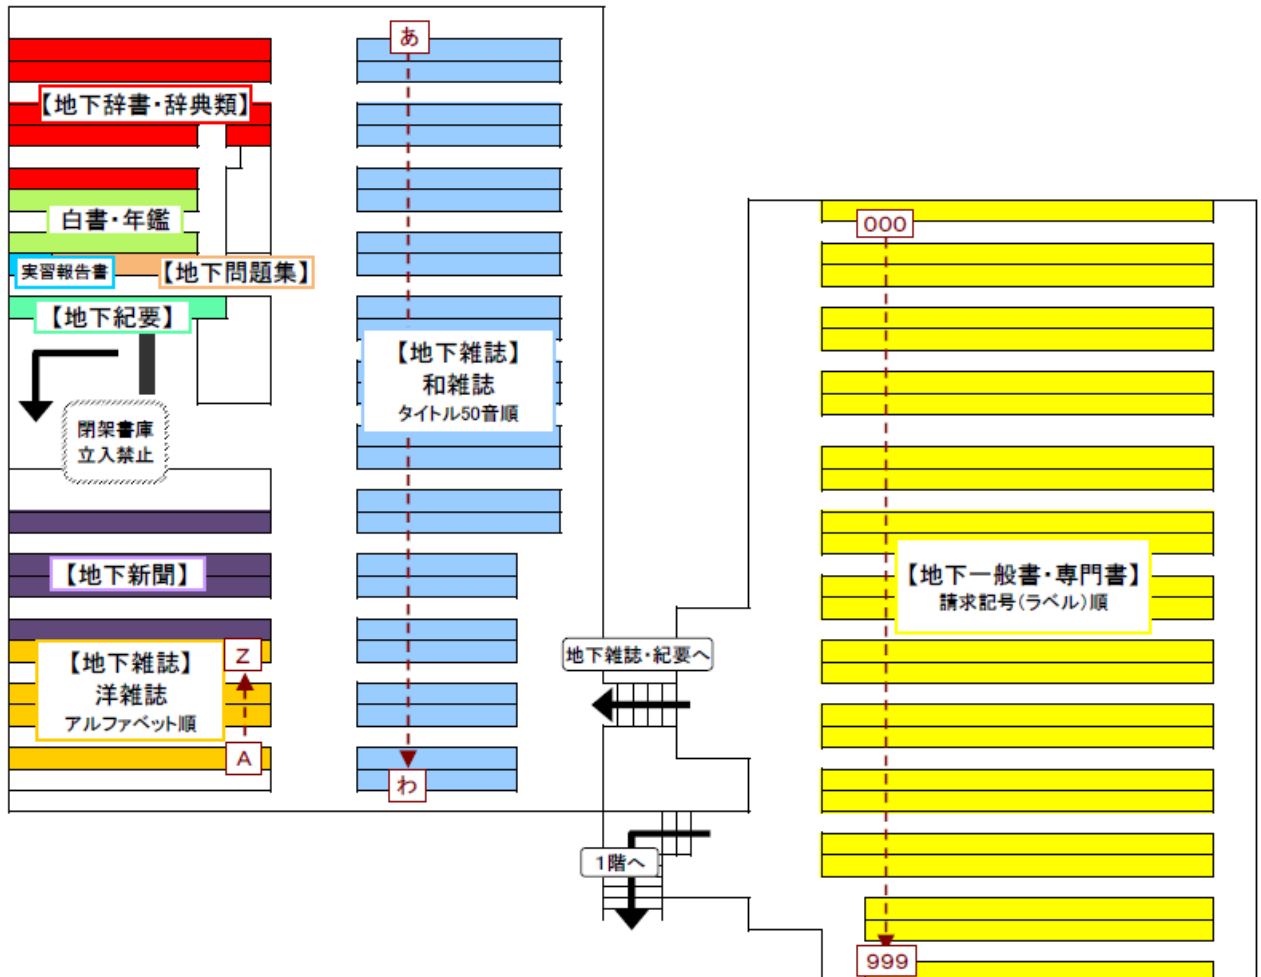 あ
【地下辞書・辞典類】
白書・年鑑
実習報告書
【地下問題集】
【地下紀要】
閉架書庫
立入禁止
【地下新聞】
【地下雑誌】
洋雑誌
アルファベット順
Z
A
【地下雑誌】
和雑誌
タイトル50音順
わ
地下雑誌・紀要へ
1階へ
000
【地下一般書・専門書】
請求記号(ラベル)順
999